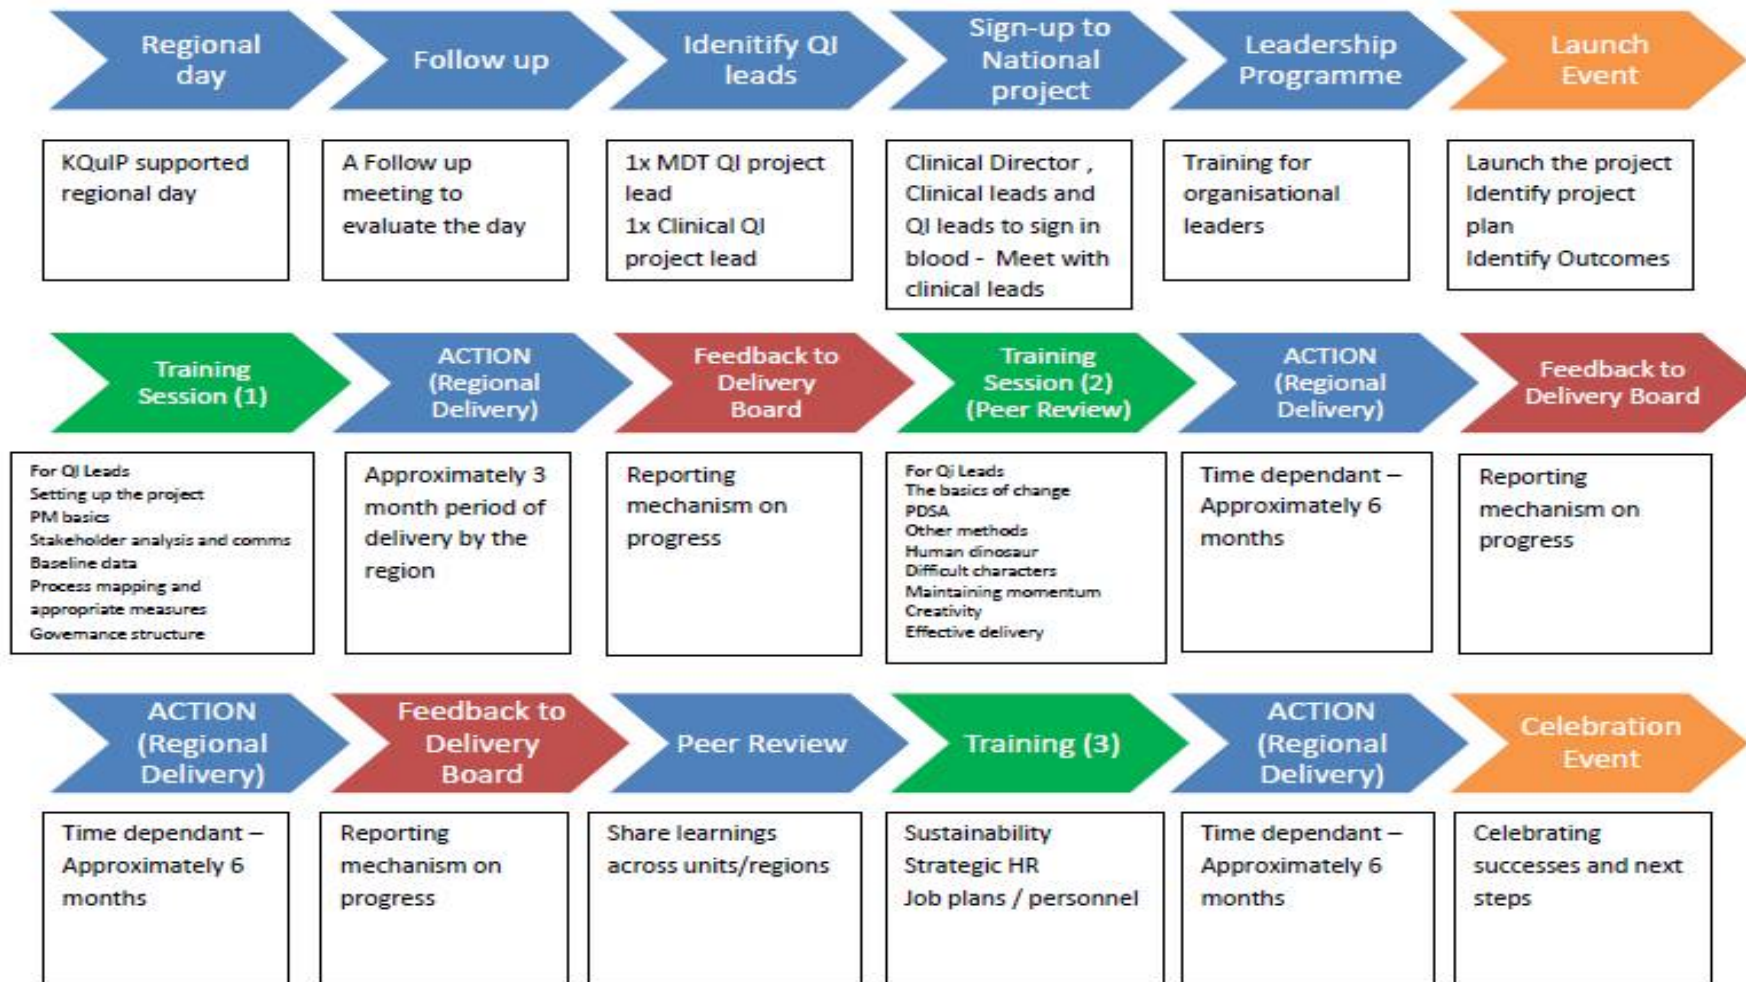 Regional
day
Follow up
Idenitify QI
leads
Sign-up to
National
project
Leadership
Programme
Launch
Event
KQuIP supported
regional day
A Follow up
meeting to
evaluate the day
1x MDT QI project
lead
1x Clinical QI
project lead
Clinical Director ,
Clinical leads and
QI leads to sign in
blood - Meet with
clinical leads
Training for
organisational
leaders
Launch the project
Identify project
plan
Identify Outcomes
Training
Session (1)
ACTION
(Regional
Delivery)
Feedback to
Delivery
Board
Training
Session (2)
(Peer Review)
ACTION
(Regional
Delivery)
Feedback to
Delivery Board
For QI Leads
Setting up the project
PM basics
Stakeholder analysis and comms
Baseline data
Process mapping and
appropriate measures
Governance structure
Approximately 3
month period of
delivery by the
region
Reporting
mechanism on
progress
For Qi Leads
The basics of change
PDSA
Other methods
Human dinosaur
Difficult characters
Maintaining momentum
Creativity
Effective delivery
Time dependant –
Approximately 6
months
Reporting
mechanism on
progress
ACTION
(Regional
Delivery)
Feedback to
Delivery
Board
Peer Review
Training (3)
ACTION
(Regional
Delivery)
Celebration
Event
Time dependant –
Approximately 6
months
Reporting
mechanism on
progress
Share learnings
across units/regions
Sustainability
Strategic HR
Job plans / personnel
Time dependant –
Approximately 6
months
Celebrating
successes and next
steps